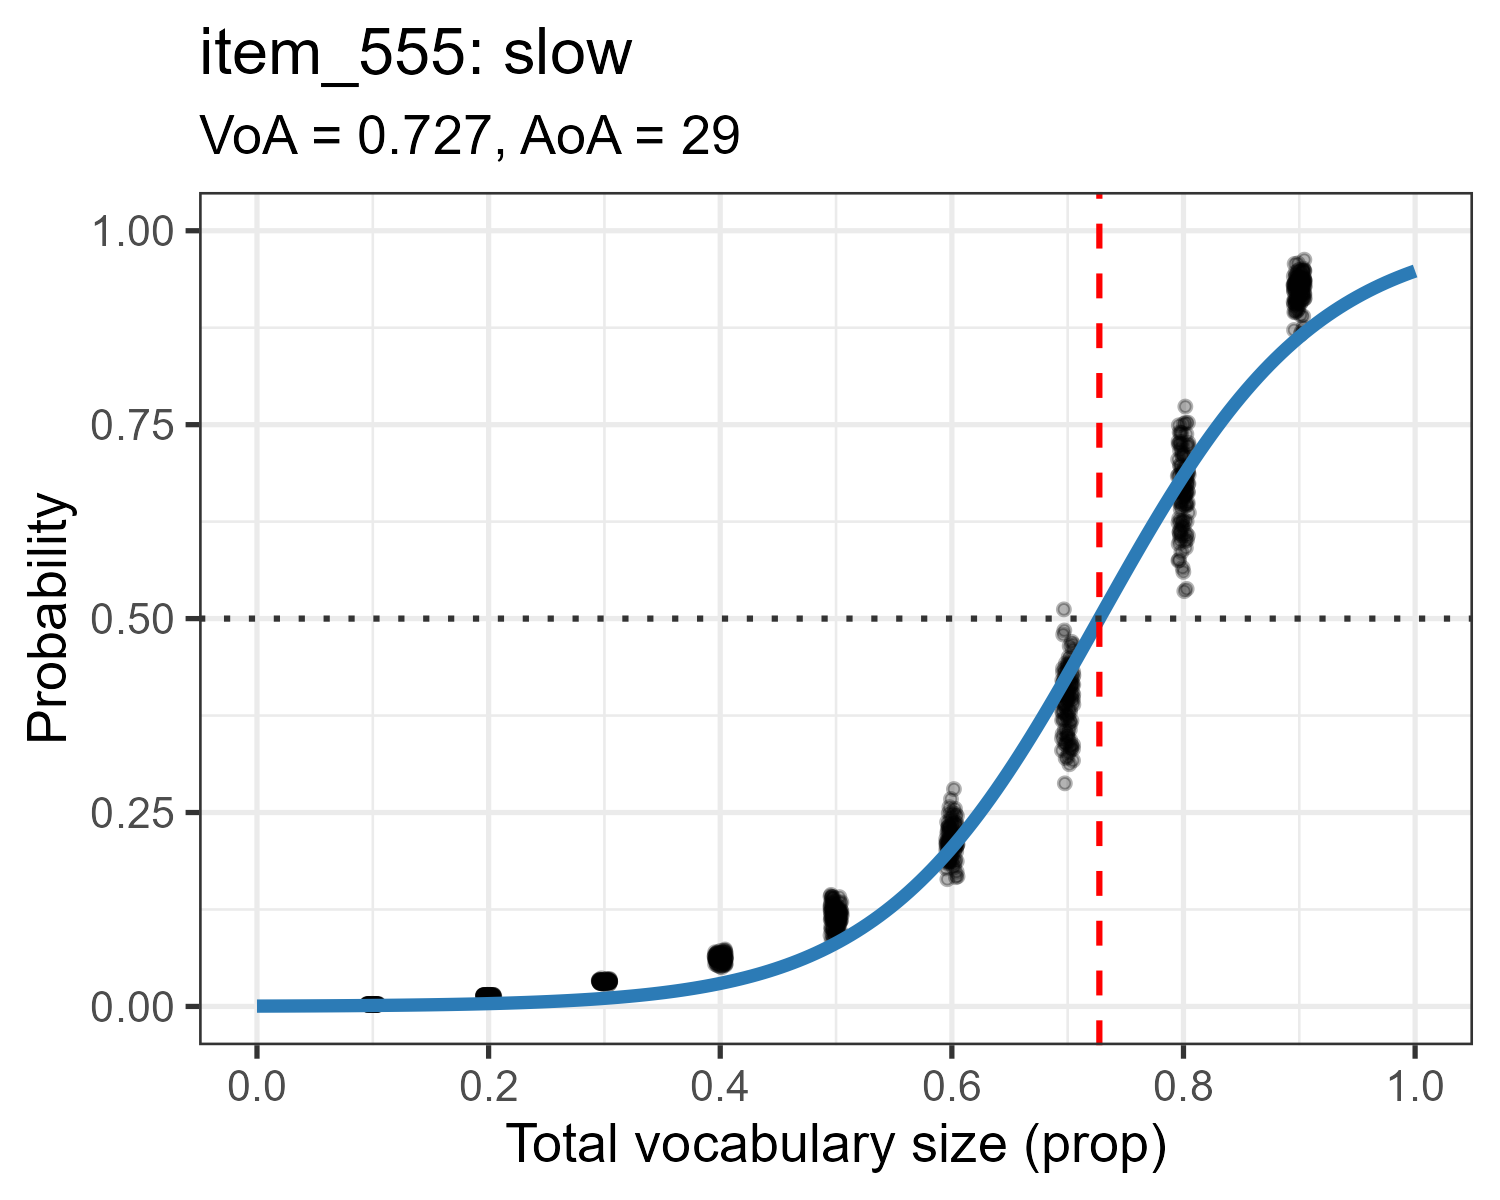 item_555: slow
VoA = 0.727, AoA = 29
1.00
0.75
0.50
0.25
0.00
Probability
0.0 0.2 0.4 0.6 0.8 1.0
Total vocabulary size (prop)